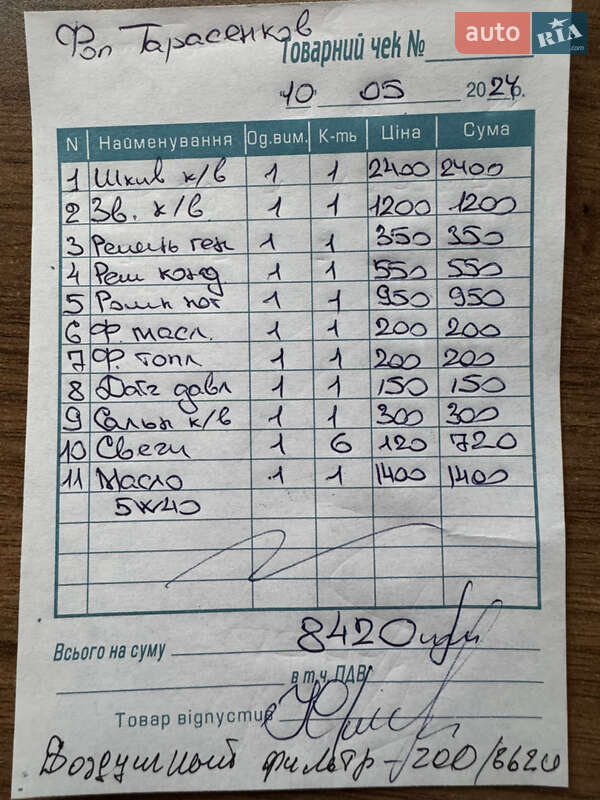 Фоп Тарасенков
auto RIA.com
Товарний чек №
10 05 2024р.
N Найменування Од.вим. К-ть Ціна Сума
1 Шкив к/в 1 1 2400 2400
2 Зв. к/в 1 1 1200 1200
3 Ремень ген 1 1 350 350
4 Рем конд 1 1 550 550
5 1 1 950 950
6 Ф. масл. 1 1 200 200
7 Ф. топл 1 1 200 200
8 Датч давл 1 1 150 150
9 Сальн к/в 1 1 300 300
10 Свечи 1 6 120 720
11 Масло 1 1 1400 1400
5W40
Всього на суму 8420
в т.ч. ПДВ
Товар відпустив
Воздушный фильтр - 200/8620